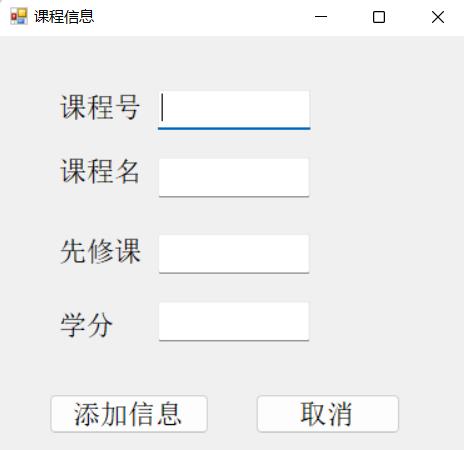 课程信息
课程号
课程名
先修课
学分
添加信息 取消